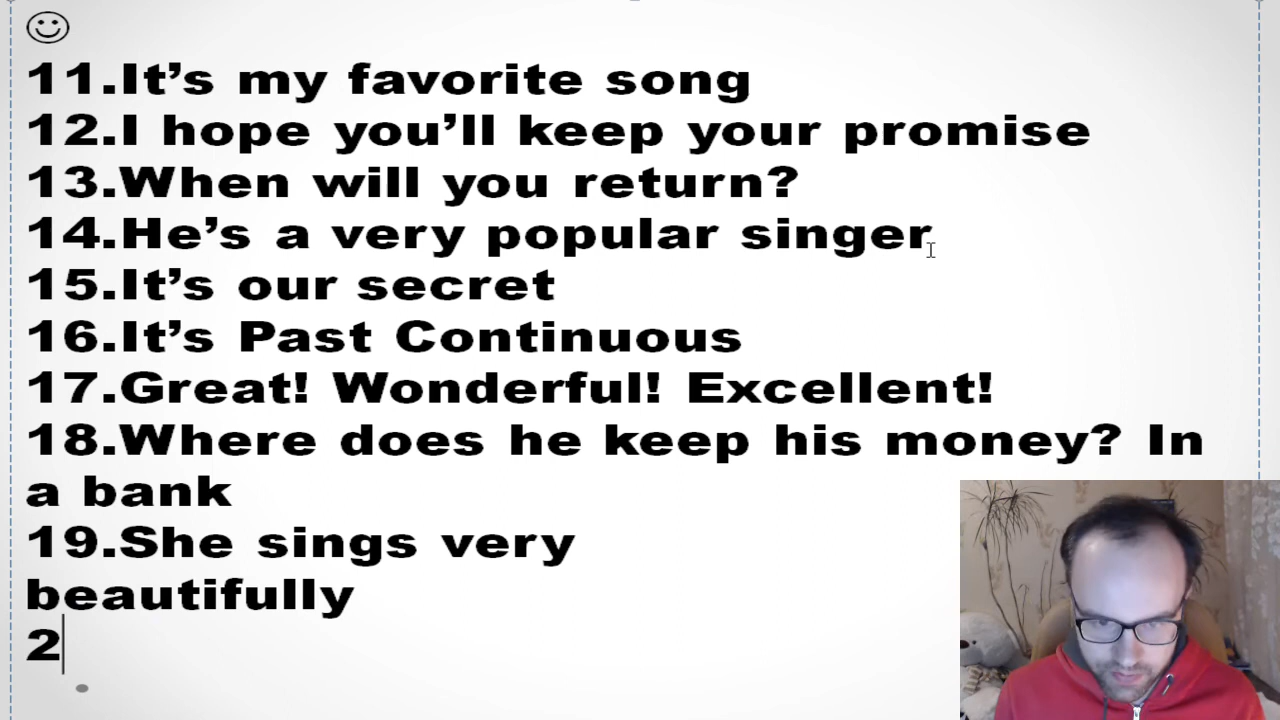 ☺
11.It’s my favorite song
12.I hope you’ll keep your promise
13.When will you return?
14.He’s a very popular singer
15.It’s our secret
16.It’s Past Continuous
17.Great! Wonderful! Excellent!
18.Where does he keep his money? In
a bank
19.She sings very
beautifully
2